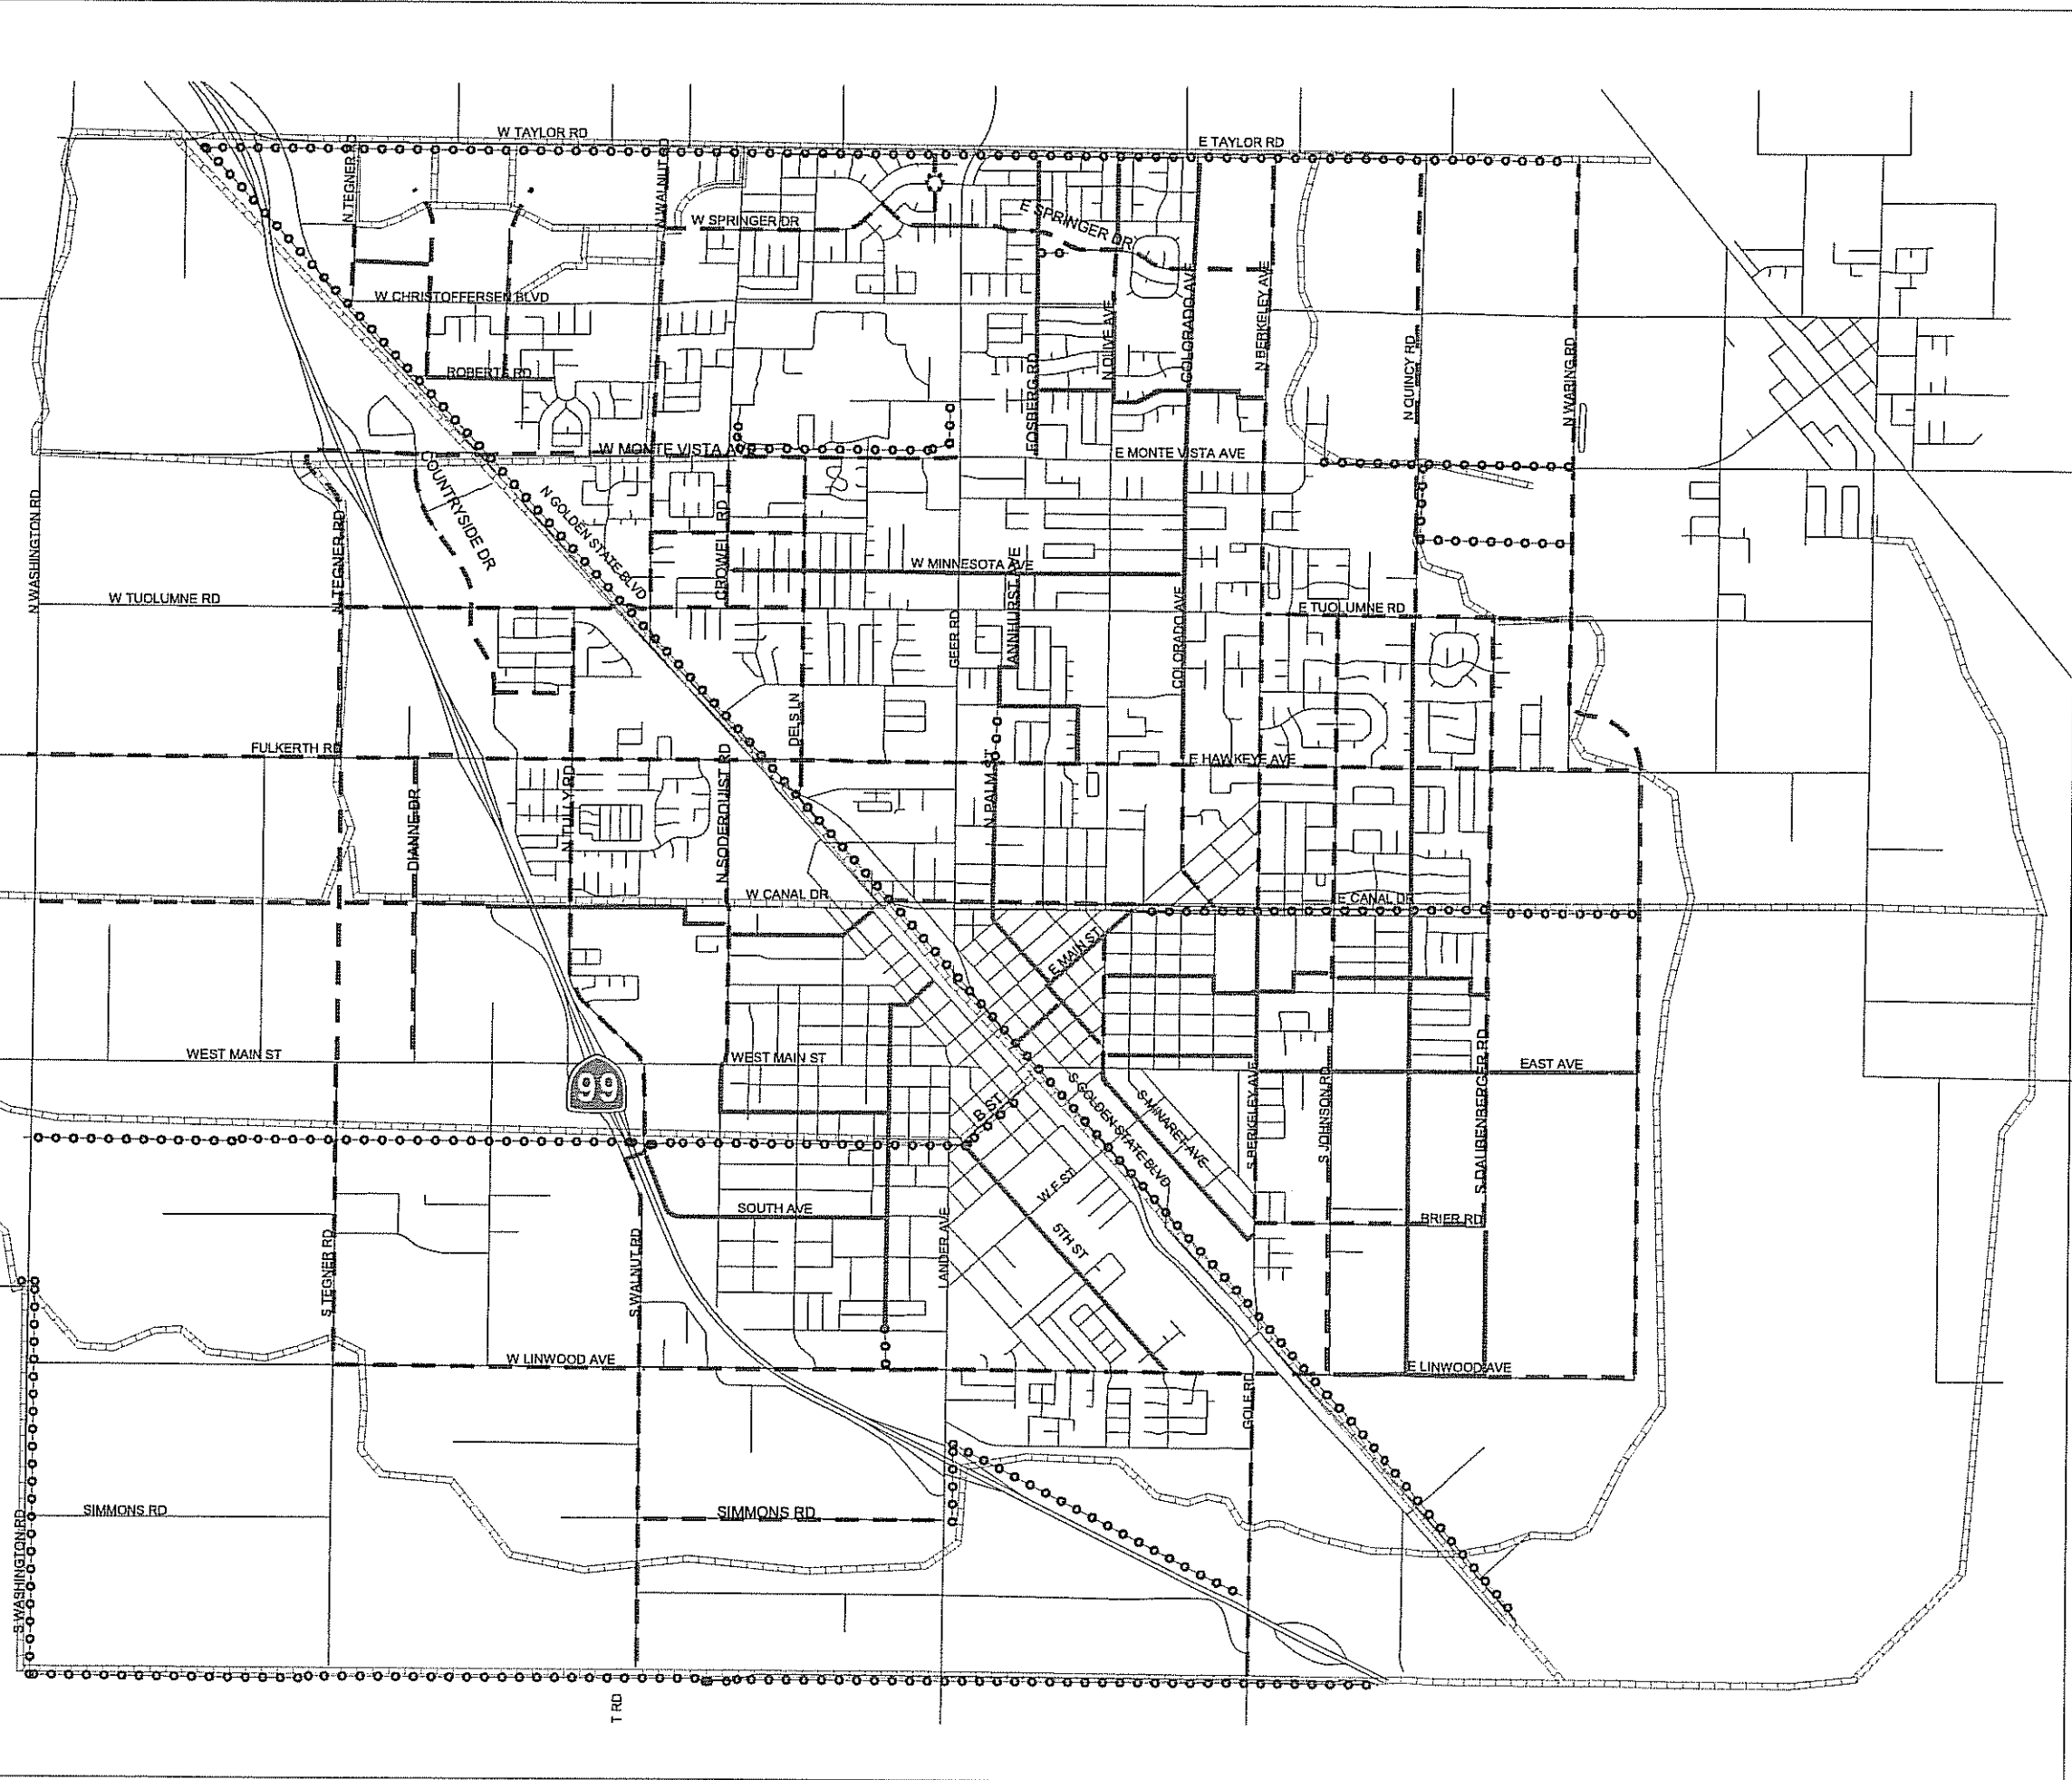 W TAYLOR RD
E TAYLOR RD
N TEGNER RD
N WALNUT RD
W SPRINGER DR
E SPRINGER DR
W CHRISTOFFERSEN BLVD
COLORADO AVE
N BERKELEY AVE
N OLIVE AVE
FOSBERG RD
N QUINCY RD
N WARING RD
ROBERTS RD
W MONTE VISTA AVE
E MONTE VISTA AVE
COUNTRYSIDE DR
N GOLDEN STATE BLVD
N WASHINGTON RD
N TEGNER RD
CROWELL RD
W MINNESOTA AVE
ANNHURST AVE
W TUOLUMNE RD
E TUOLUMNE RD
GEER RD
COLORADO AVE
DELS LN
FULKERTH RD
E HAWKEYE AVE
N TULLY RD
N SODERQUIST RD
N PALM ST
DIANNE DR
W CANAL DR
E CANAL DR
E MAIN ST
WEST MAIN ST
WEST MAIN ST
EAST AVE
99
B ST
S GOLDEN STATE BLVD
S MINARET AVE
S BERKELEY AVE
S JOHNSON RD
S DAUBENBERGER RD
W F ST
SOUTH AVE
BRIER RD
5TH ST
LANDER AVE
S TEGNER RD
S WALNUT RD
W LINWOOD AVE
E LINWOOD AVE
GOLF RD
SIMMONS RD
SIMMONS RD
S WASHINGTON RD
T RD